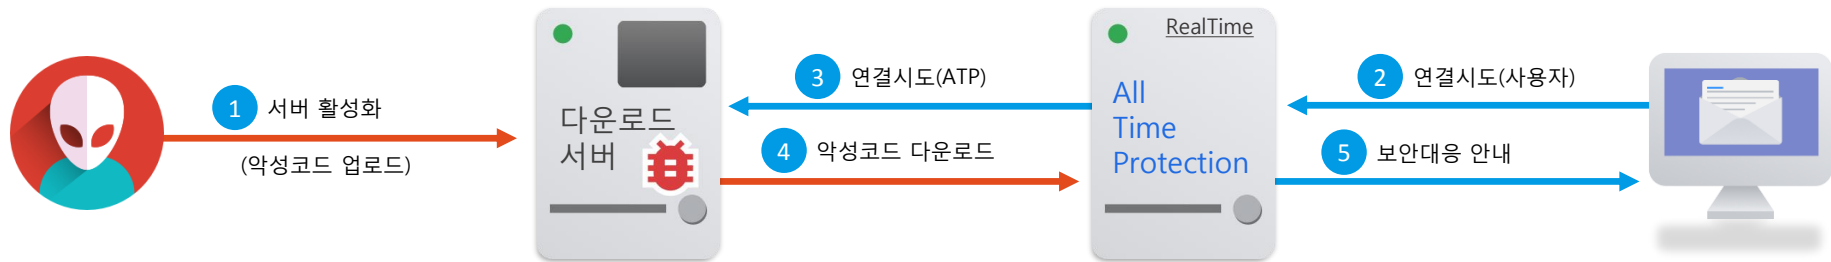 1 서버 활성화
(악성코드 업로드)
다운로드
서버
3 연결시도(ATP)
4 악성코드 다운로드
RealTime
All
Time
Protection
2 연결시도(사용자)
5 보안대응 안내